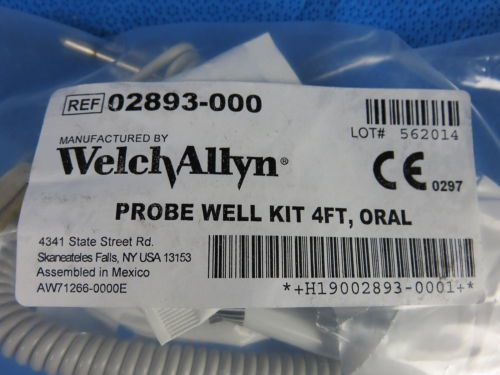 REF 02893-000
LOT# 562014
MANUFACTURED BY
WelchAllyn®
CE 0297
PROBE WELL KIT 4FT, ORAL
4341 State Street Rd.
Skaneateles Falls, NY USA 13153
Assembled in Mexico
AW71266-0000E
*+H19002893-0001+*